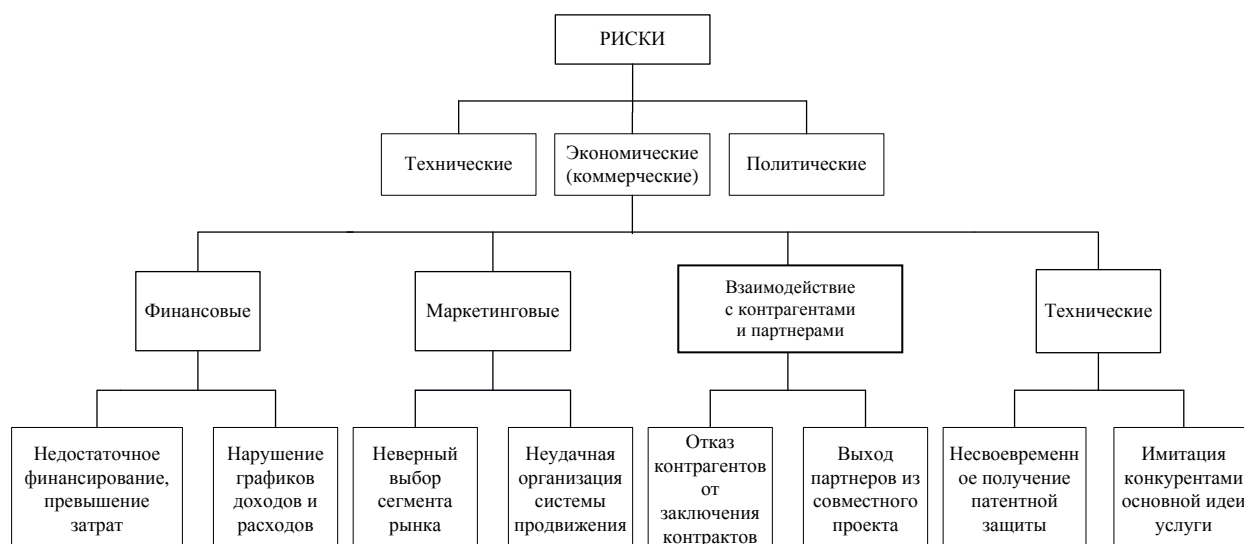 РИСКИ
Технические
Экономические
(коммерческие)
Политические
Финансовые
Маркетинговые
Взаимодействие
с контрагентами
и партнерами
Технические
Недостаточное
финансирование,
превышение
затрат
Нарушение
графиков
доходов и
расходов
Неверный
выбор
сегмента
рынка
Неудачная
организация
системы
продвижения
Отказ
контрагентов
от
заключения
контрактов
Выход
партнеров из
совместного
проекта
Несвоевременн
ое получение
патентной
защиты
Имитация
конкурентами
основной идеи
услуги